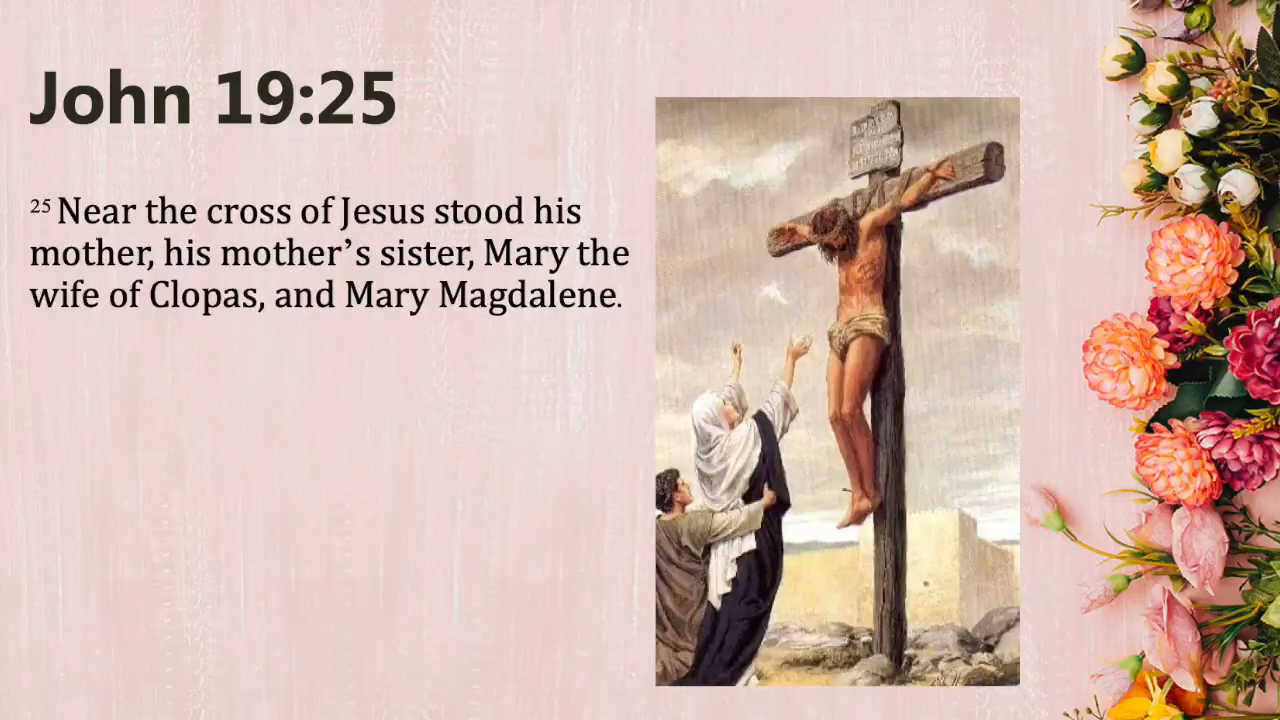 John 19:25
25 Near the cross of Jesus stood his
mother, his mother’s sister, Mary the
wife of Clopas, and Mary Magdalene.